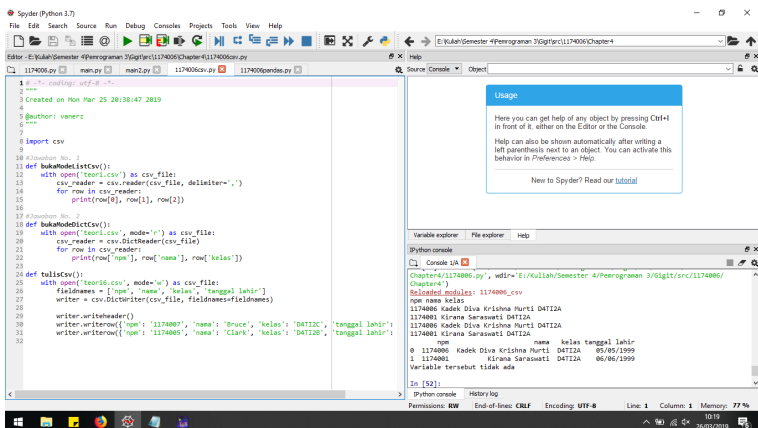 Spyder (Python 3.7)
File Edit Search Source Run Debug Consoles Projects Tools View Help
E:\Kuliah\Semester 4\Pemrograman 3\Gigit\src\1174006\Chapter4
Editor - E:\Kuliah\Semester 4\Pemrograman 3\Gigit\src\1174006\Chapter4\1174006csv.py
1174006.py main.py main2.py 1174006csv.py 1174006pandas.py
1 # -*- coding: utf-8 -*-
2 """
3 Created on Mon Mar 25 20:38:47 2019
4
5 @author: vanerz
6 """
7
8 import csv
9
10 #Jawaban No. 1
11 def bukaModeListCsv():
12 with open('teori.csv') as csv_file:
13 csv_reader = csv.reader(csv_file, delimiter=',')
14 for row in csv_reader:
15 print(row[0], row[1], row[2])
16
17 #Jawaban No. 2
18 def bukaModeDictCsv():
19 with open('teori.csv', mode='r') as csv_file:
20 csv_reader = csv.DictReader(csv_file)
21 for row in csv_reader:
22 print(row['npm'], row['nama'], row['kelas'])
23
24 def tulisCsv():
25 with open('teori6.csv', mode='w') as csv_file:
26 fieldnames = ['npm', 'nama', 'kelas', 'tanggal lahir']
27 writer = csv.DictWriter(csv_file, fieldnames=fieldnames)
28
29 writer.writeheader()
30 writer.writerow({'npm': '1174007', 'nama': 'Bruce', 'kelas': 'D4TI2C', 'tanggal lahir':
31 writer.writerow({'npm': '1174005', 'nama': 'Clark', 'kelas': 'D4TI2B', 'tanggal lahir':
32
Help
Source Console Object
Usage
Here you can get help of any object by pressing Ctrl+I
in front of it, either on the Editor or the Console.
Help can also be shown automatically after writing a
left parenthesis next to an object. You can activate this
behavior in Preferences > Help.
New to Spyder? Read our tutorial
Variable explorer File explorer Help
IPython console
Console 1/A
Chapter4/1174006.py', wdir='E:/Kuliah/Semester 4/Pemrograman 3/Gigit/src/1174006/
Chapter4')
Reloaded modules: 1174006_csv
npm nama kelas
1174006 Kadek Diva Krishna Murti D4TI2A
1174001 Kirana Saraswati D4TI2A
1174006 Kadek Diva Krishna Murti D4TI2A
1174001 Kirana Saraswati D4TI2A
npm nama kelas tanggal lahir
0 1174006 Kadek Diva Krishna Murti D4TI2A 05/05/1999
1 1174001 Kirana Saraswati D4TI2A 06/06/1999
Variable tersebut tidak ada
In [52]:
IPython console History log
Permissions: RW End-of-lines: CRLF Encoding: UTF-8 Line: 1 Column: 1 Memory: 77 %
10:19
26/03/2019